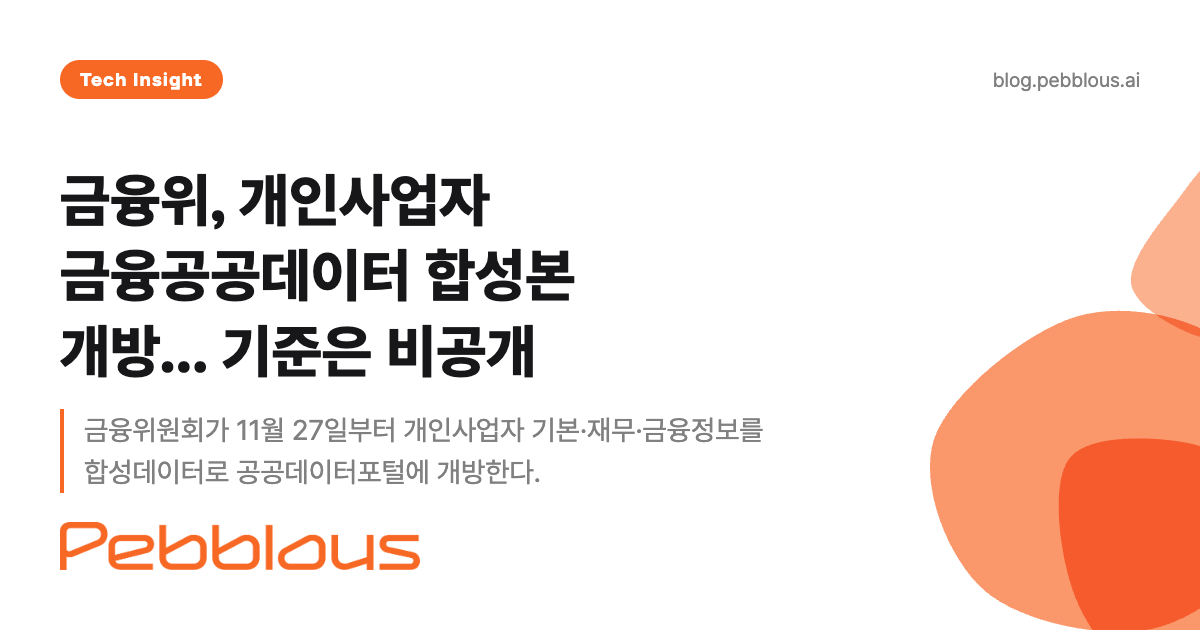 Tech Insight
blog.pebblous.ai
금융위, 개인사업자
금융공공데이터 합성본
개방... 기준은 비공개
금융위원회가 11월 27일부터 개인사업자 기본·재무·금융정보를
합성데이터로 공공데이터포털에 개방한다.
Pebblous